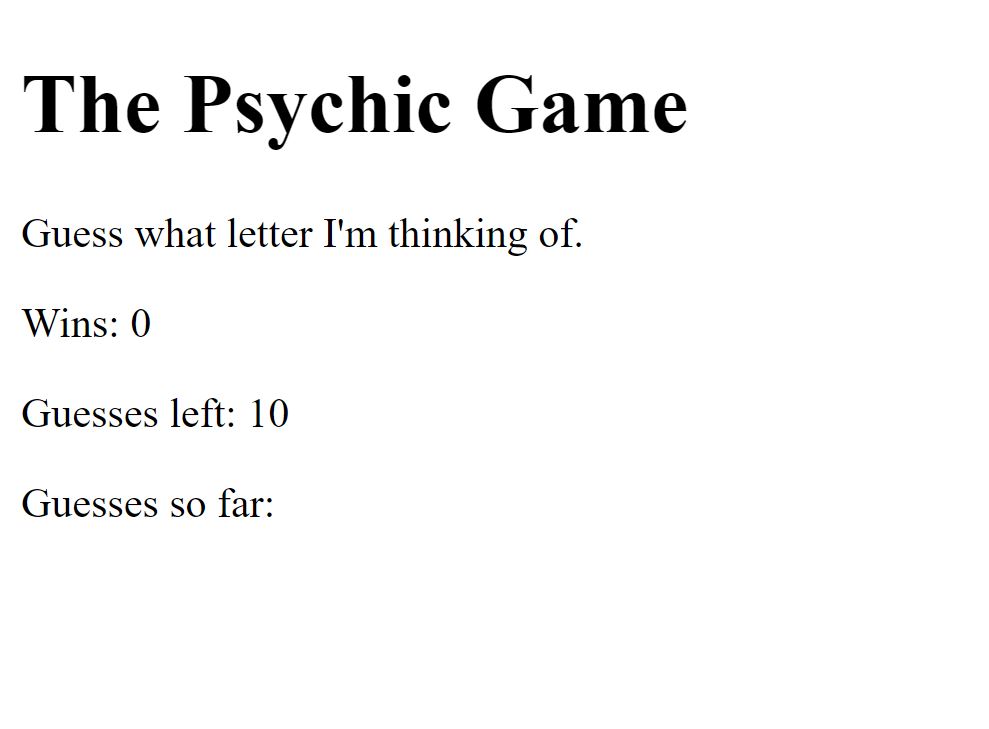 The Psychic Game
Guess what letter I'm thinking of.
Wins: 0
Guesses left: 10
Guesses so far: